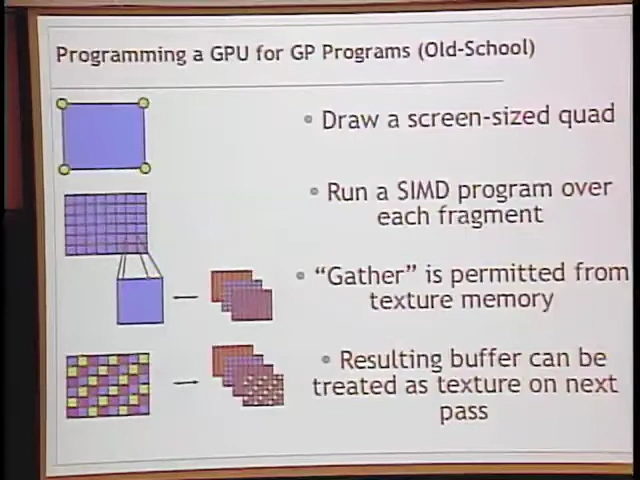 Programming a GPU for GP Programs (Old-School)
• Draw a screen-sized quad
• Run a SIMD program over
each fragment
• “Gather” is permitted from
texture memory
• Resulting buffer can be
treated as texture on next
pass